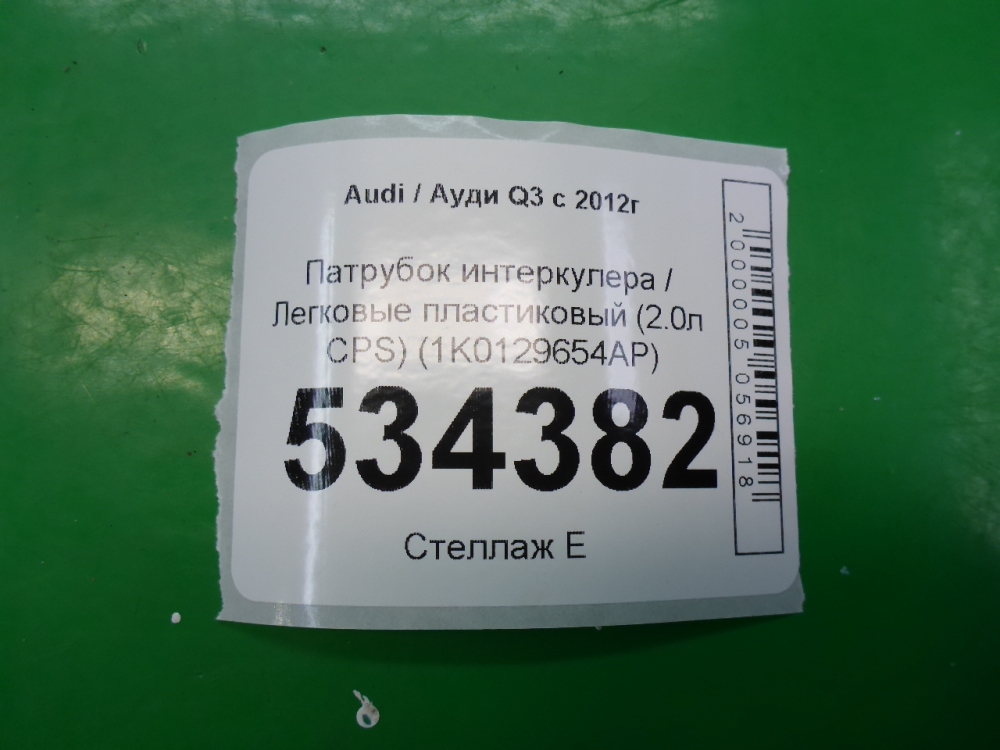 Audi / Ауди Q3 с 2012г
Патрубок интеркулера /
Легковые пластиковый (2.0л
CPS) (1K0129654AP)
534382
Стеллаж Е
2000005056918